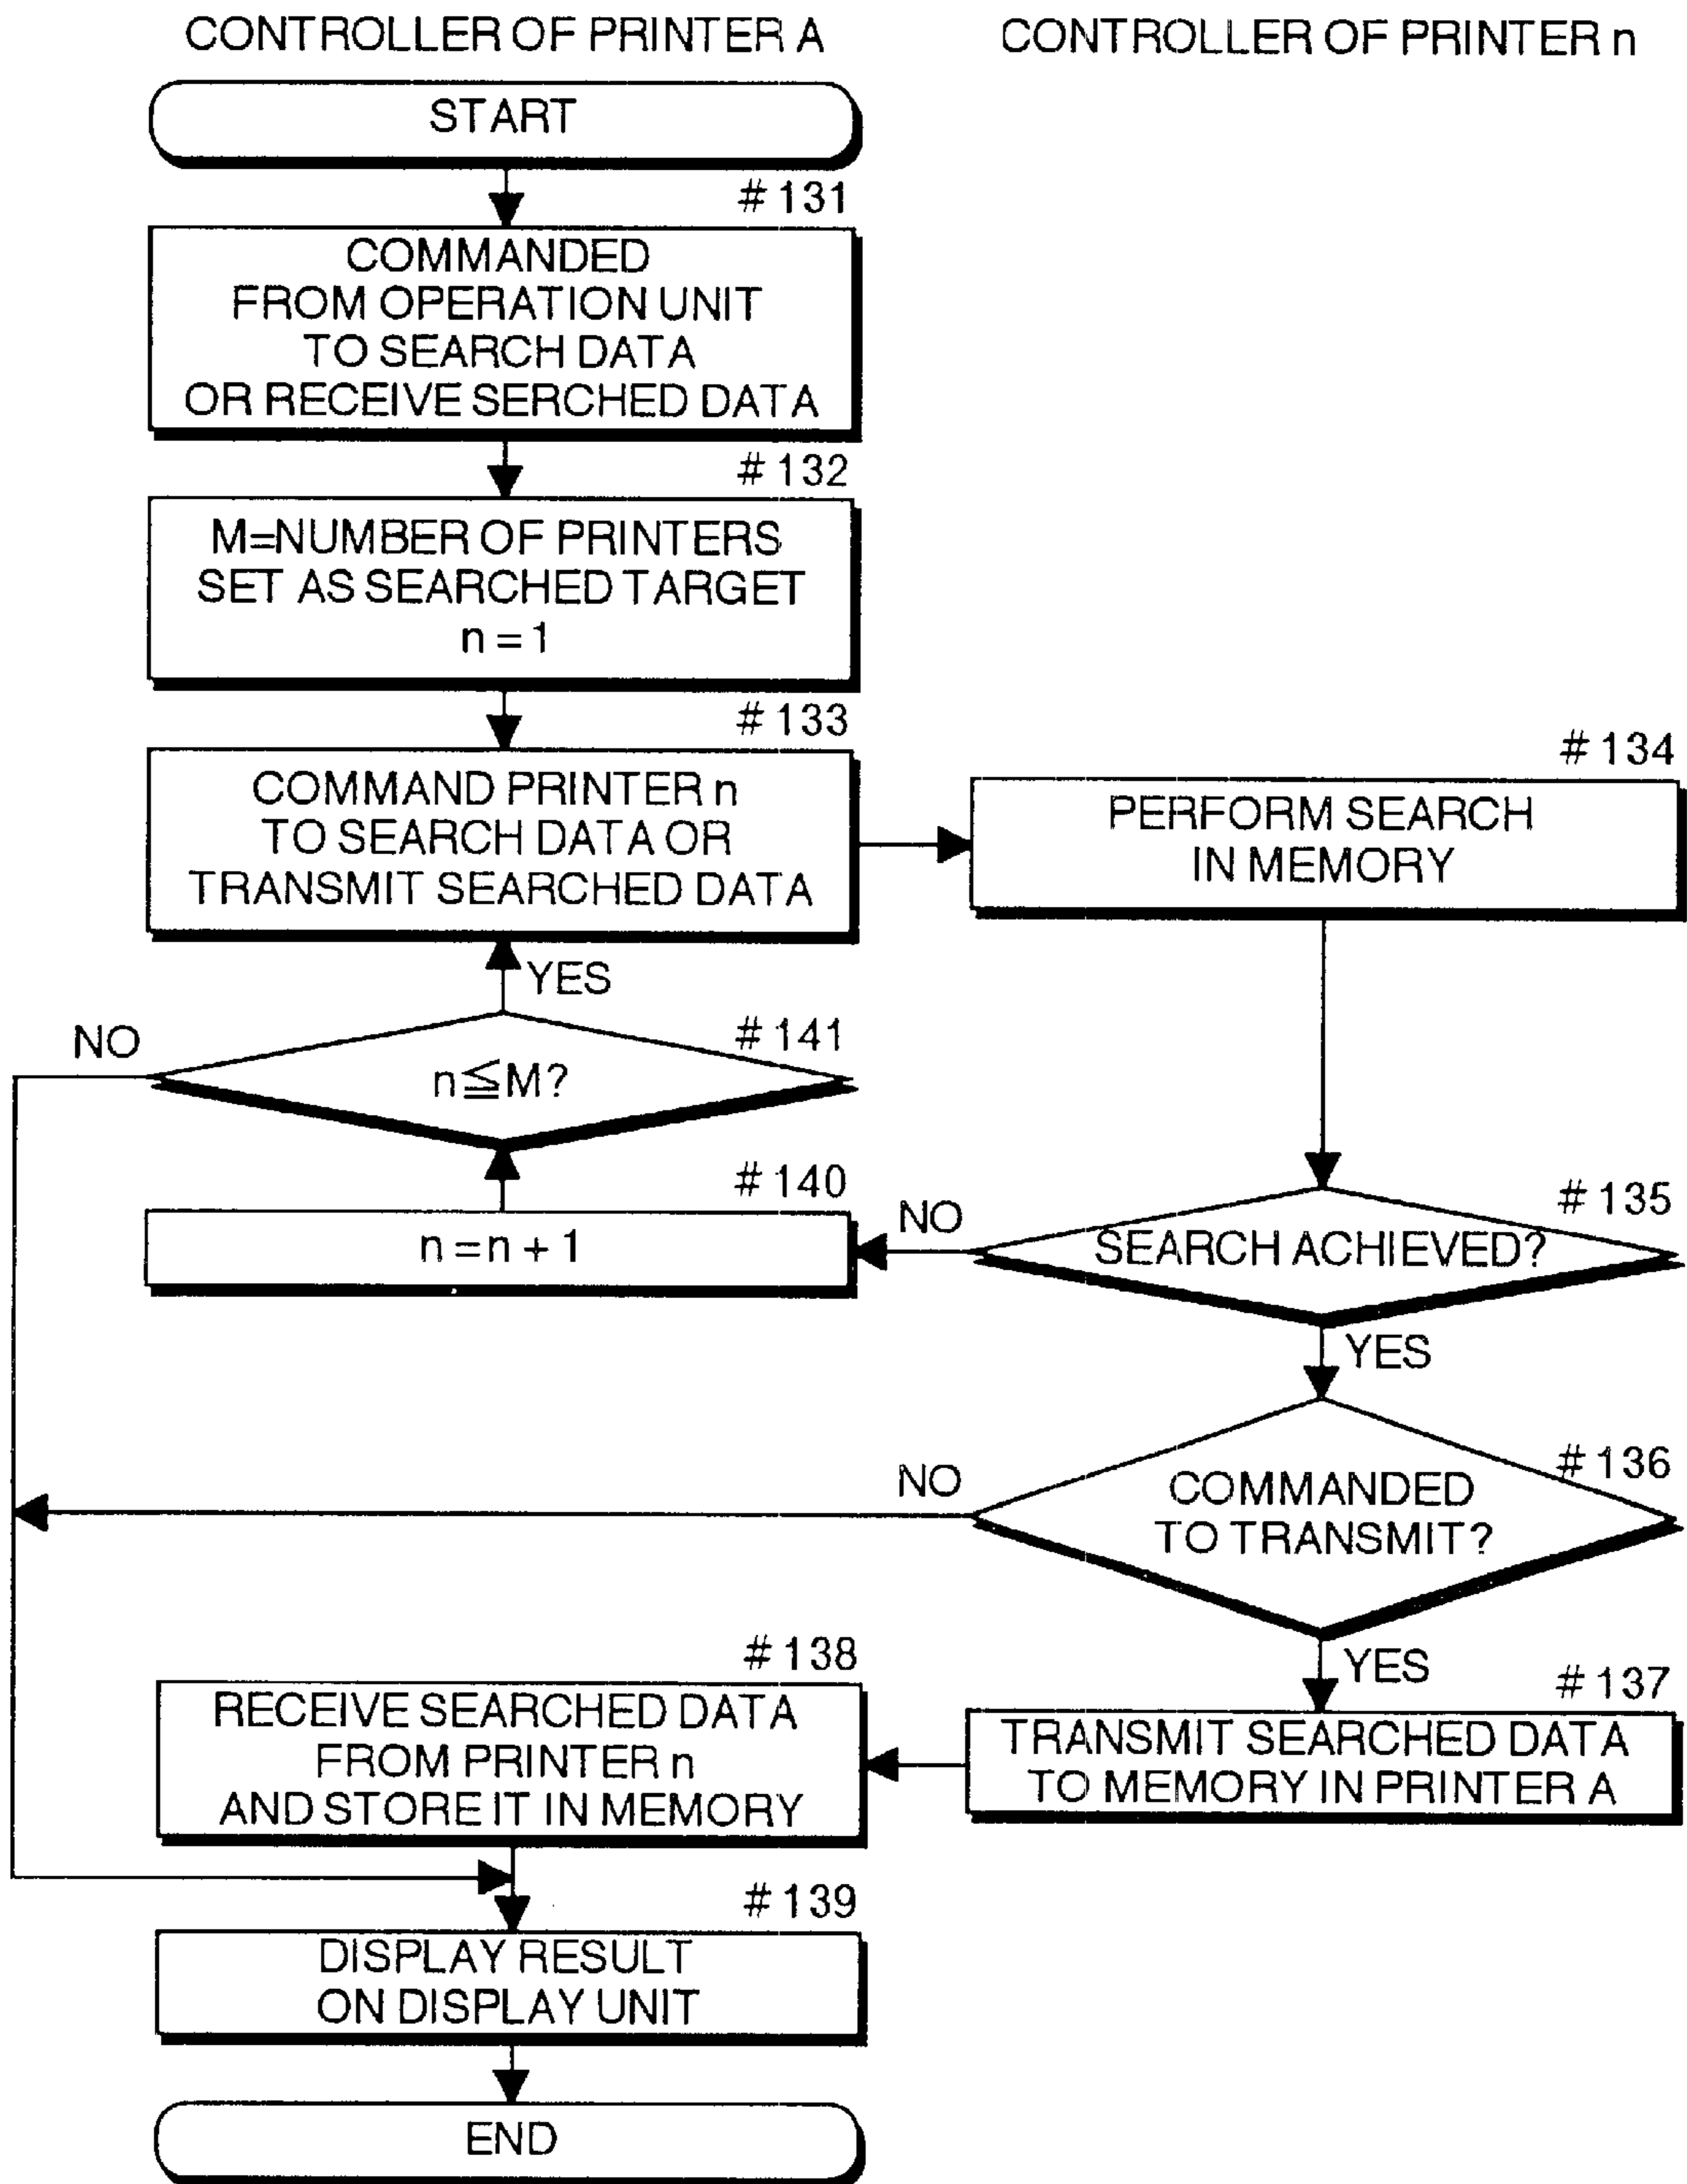 CONTROLLER OF PRINTER A
CONTROLLER OF PRINTER n
START
# 131
COMMANDED
FROM OPERATION UNIT
TO SEARCH DATA
OR RECEIVE SERCHED DATA
# 132
M=NUMBER OF PRINTERS
SET AS SEARCHED TARGET
n = 1
# 133
COMMAND PRINTER n
TO SEARCH DATA OR
TRANSMIT SEARCHED DATA
# 134
PERFORM SEARCH
IN MEMORY
YES
NO
# 141
n≦M?
# 140
n = n + 1
NO
# 135
SEARCH ACHIEVED?
YES
NO
# 136
COMMANDED
TO TRANSMIT?
YES
# 137
TRANSMIT SEARCHED DATA
TO MEMORY IN PRINTER A
# 138
RECEIVE SEARCHED DATA
FROM PRINTER n
AND STORE IT IN MEMORY
# 139
DISPLAY RESULT
ON DISPLAY UNIT
END